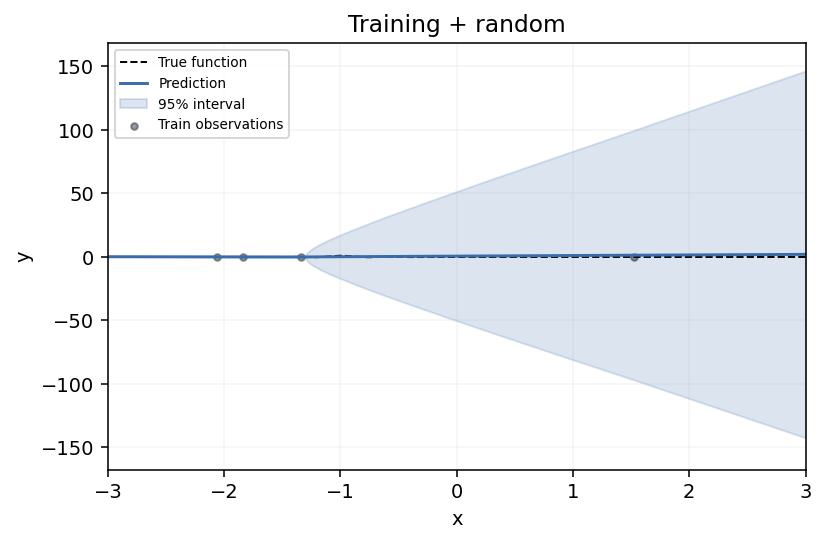 Training + random
True function
Prediction
95% interval
Train observations
150
100
50
0
−50
−100
−150
y
−3 −2 −1 0 1 2 3
x